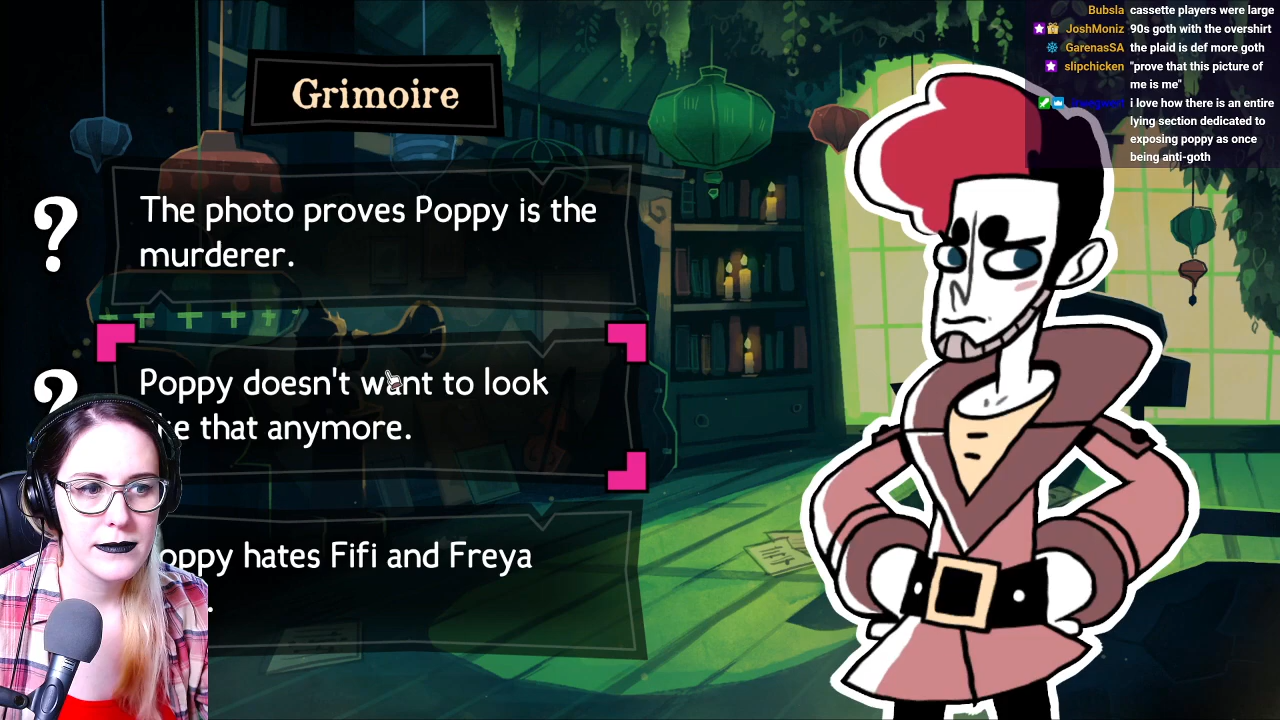 Grimoire
?
The photo proves Poppy is the
murderer.
?
Poppy doesn't want to look
that anymore.
oppy hates Fifi and Freya
Bubsla cassette players were large
JoshMoniz 90s goth with the overshirt
GarenasSA the plaid is def more goth
slipchicken "prove that this picture of
me is me"
i love how there is an entire
lying section dedicated to
exposing poppy as once
being anti-goth